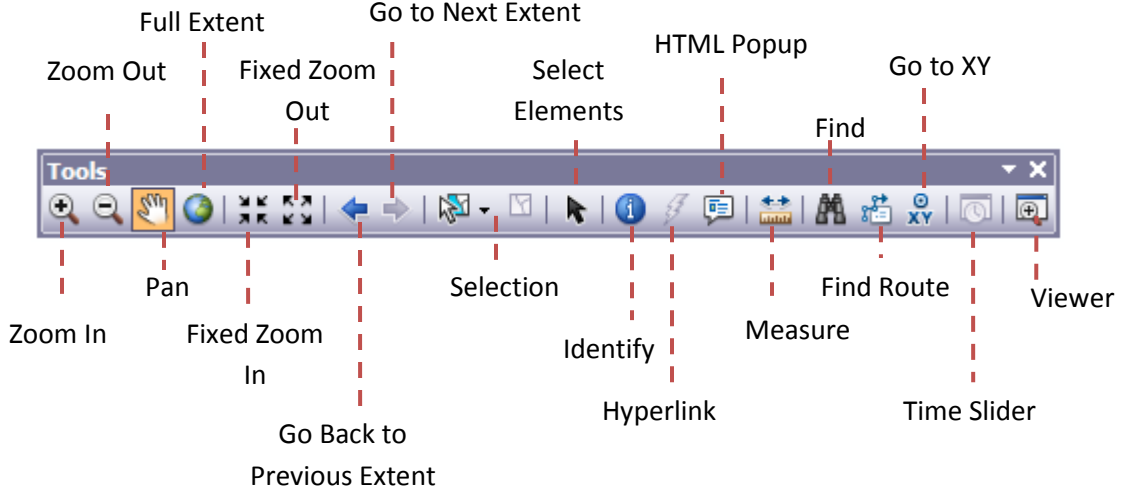 Go to Next Extent
Full Extent
HTML Popup
Zoom Out
Fixed Zoom
Out
Select
Elements
Go to XY
Find
Tools
XY
Pan
Selection
Find Route
Viewer
Zoom In
Fixed Zoom
In
Identify
Measure
Hyperlink
Time Slider
Go Back to
Previous Extent